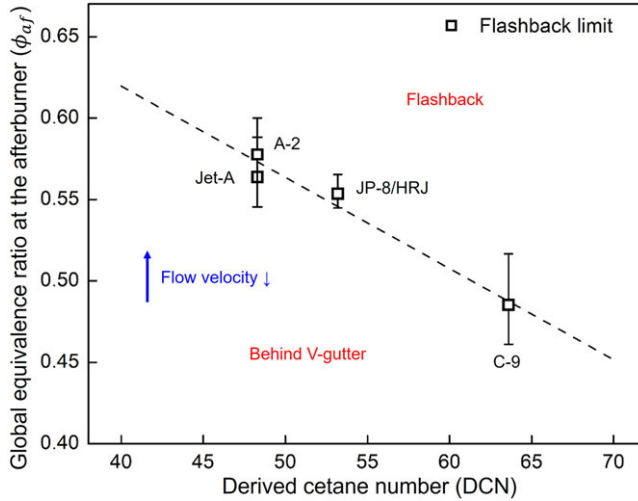 Flashback limit
Flashback
A-2
Jet-A
JP-8/HRJ
Flow velocity ↓
Behind V-gutter
C-9
Global equivalence ratio at the afterburner (ϕ_af)
0.65
0.60
0.55
0.50
0.45
0.40
40 45 50 55 60 65 70
Derived cetane number (DCN)